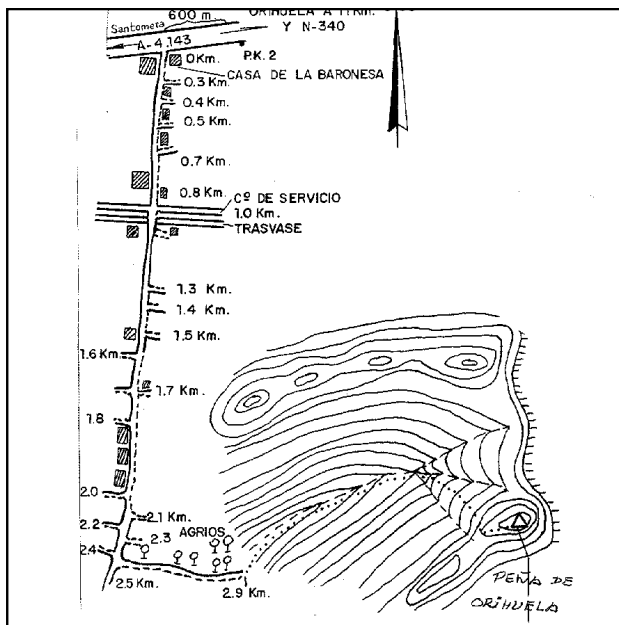 600 m.
ORIHUELA A 11 KM.
Santomera
Y N-340
A-4.143
P.K. 2
0 Km.
CASA DE LA BARONESA
0.3 Km.
0.4 Km.
0.5 Km.
0.7 Km.
0.8 Km.
Cº DE SERVICIO
1.0 Km.
TRASVASE
1.3 Km.
1.4 Km.
1.5 Km.
1.6 Km.
1.7 Km.
1.8
2.0
2.1 Km.
2.2
2.3
AGRIOS
2.4
2.5 Km.
2.9 Km.
PEÑA DE
ORIHUELA